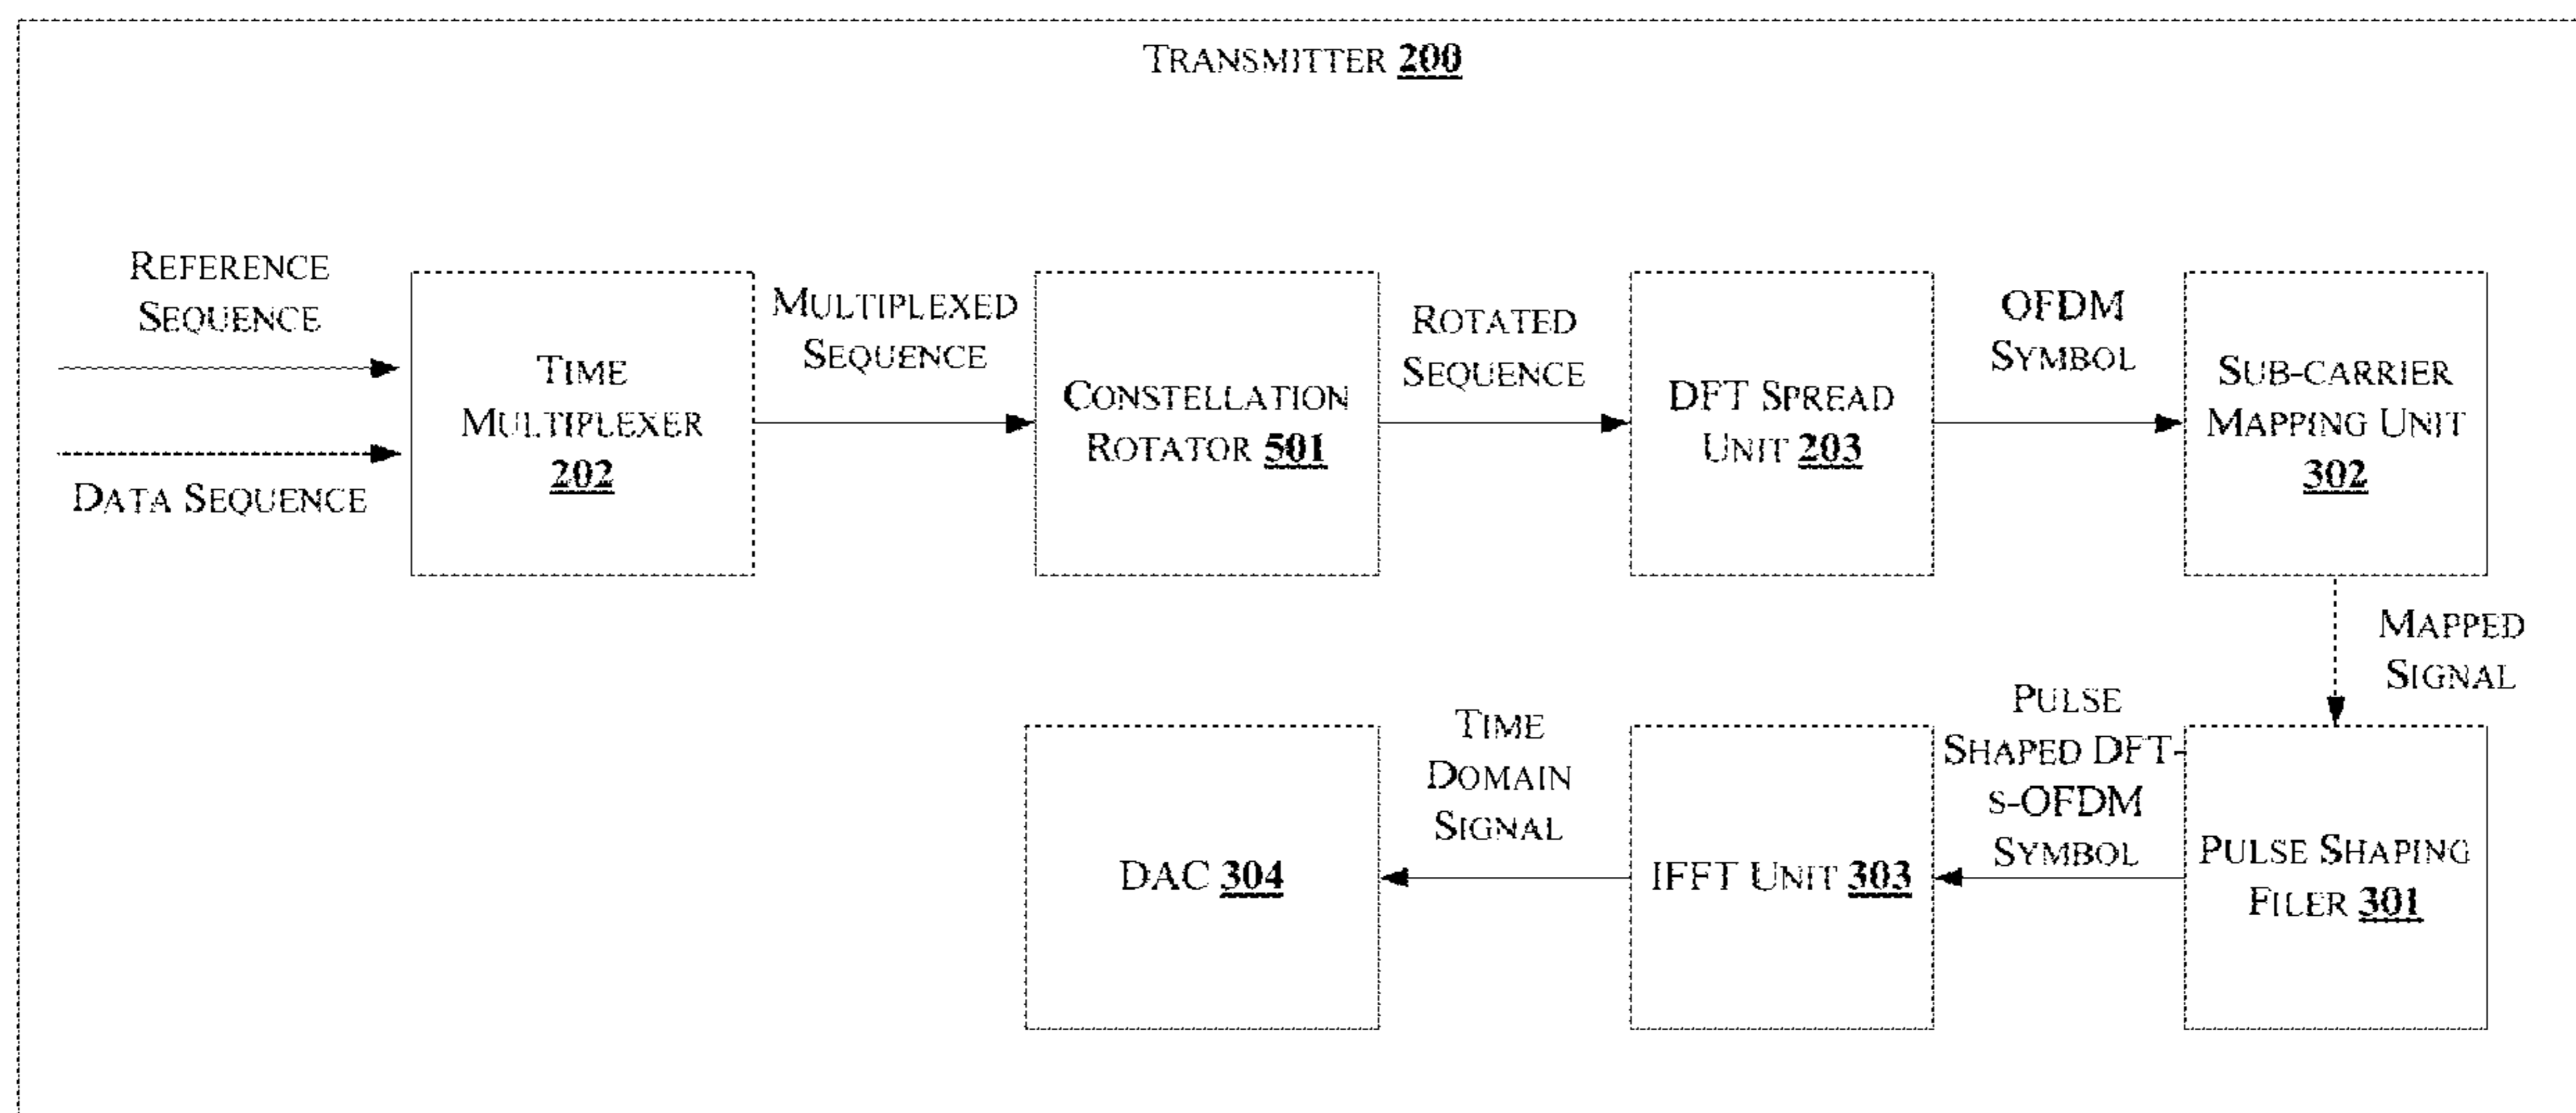 TRANSMITTER 200
REFERENCE
SEQUENCE
DATA SEQUENCE
TIME
MULTIPLEXER
202
MULTIPLEXED
SEQUENCE
CONSTELLATION
ROTATOR 501
ROTATED
SEQUENCE
DFT SPREAD
UNIT 203
OFDM
SYMBOL
SUB-CARRIER
MAPPING UNIT
302
MAPPED
SIGNAL
PULSE SHAPING
FILER 301
PULSE
SHAPED DFT-
S-OFDM
SYMBOL
IFFT UNIT 303
TIME
DOMAIN
SIGNAL
DAC 304